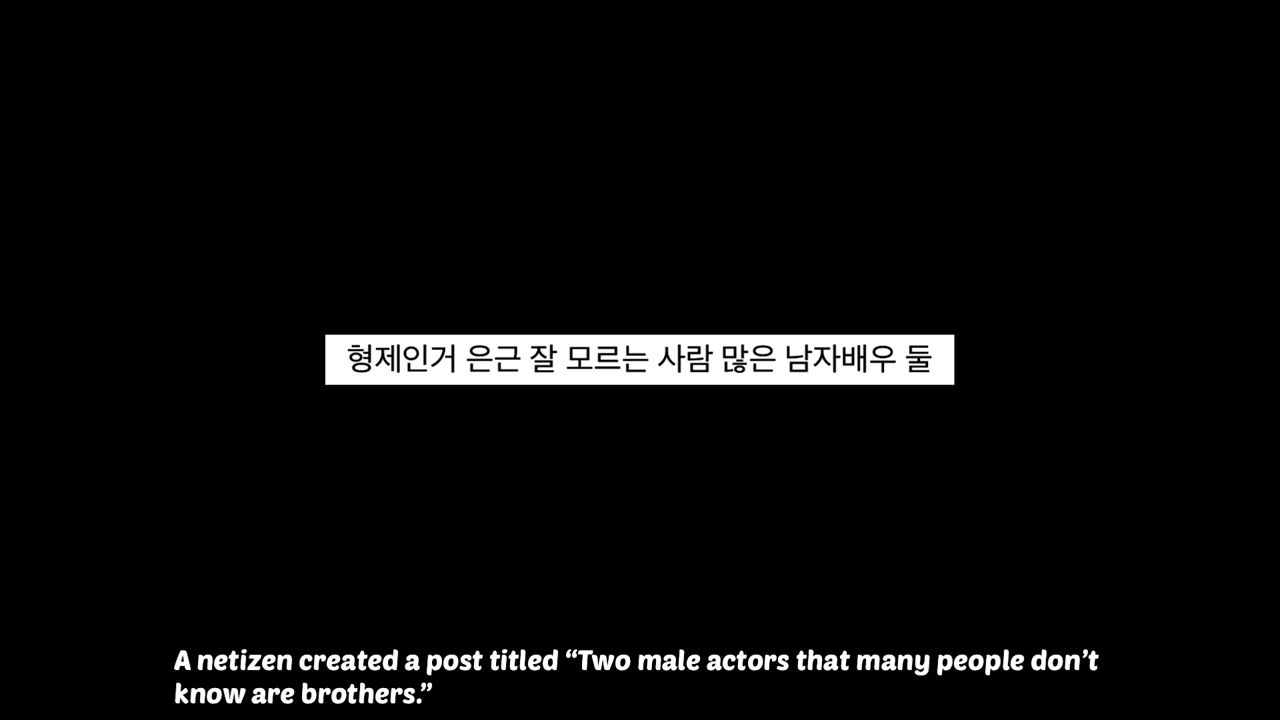 형제인거 은근 잘 모르는 사람 많은 남자배우 둘
A netizen created a post titled “Two male actors that many people don’t
know are brothers.”